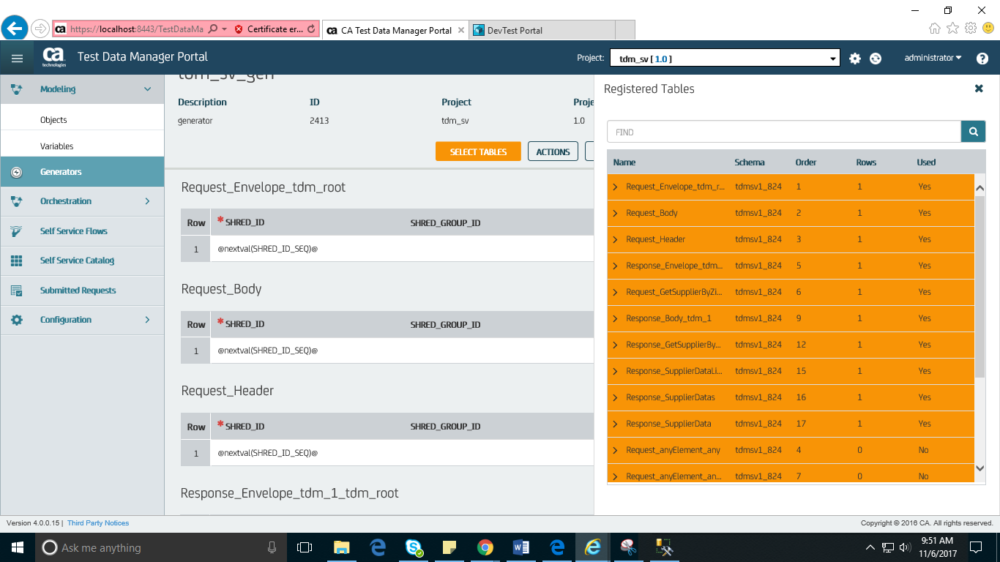 https://localhost:8443/TestDataMa
Certificate er...
ca CA Test Data Manager Portal
DevTest Portal
ca technologies
Test Data Manager Portal
Project:
tdm_sv [ 1.0 ]
administrator
Modeling
Objects
Variables
Generators
Orchestration
Self Service Flows
Self Service Catalog
Submitted Requests
Configuration
tdm_sv_gen
Description ID Project Proje
generator 2413 tdm_sv 1.0
SELECT TABLES ACTIONS
Request_Envelope_tdm_root
Row * SHRED_ID SHRED_GROUP_ID
1 @nextval(SHRED_ID_SEQ)@
Request_Body
Row * SHRED_ID SHRED_GROUP_ID
1 @nextval(SHRED_ID_SEQ)@
Request_Header
Row * SHRED_ID SHRED_GROUP_ID
1 @nextval(SHRED_ID_SEQ)@
Response_Envelope_tdm_1_tdm_root
Registered Tables
FIND
Name Schema Order Rows Used
Request_Envelope_tdm_r... tdmsv1_824 1 1 Yes
Request_Body tdmsv1_824 2 1 Yes
Request_Header tdmsv1_824 3 1 Yes
Response_Envelope_tdm... tdmsv1_824 5 1 Yes
Request_GetSupplierByZi... tdmsv1_824 6 1 Yes
Response_Body_tdm_1 tdmsv1_824 9 1 Yes
Response_GetSupplierBy... tdmsv1_824 12 1 Yes
Response_SupplierDataLi... tdmsv1_824 15 1 Yes
Response_SupplierDatas tdmsv1_824 16 1 Yes
Response_SupplierData tdmsv1_824 17 1 Yes
Request_anyElement_any tdmsv1_824 4 0 No
Request_anyElement_an... tdmsv1_824 7 0 No
Version 4.0.0.15 | Third Party Notices
Copyright © 2016 CA. All rights reserved.
Ask me anything
9:51 AM
11/6/2017